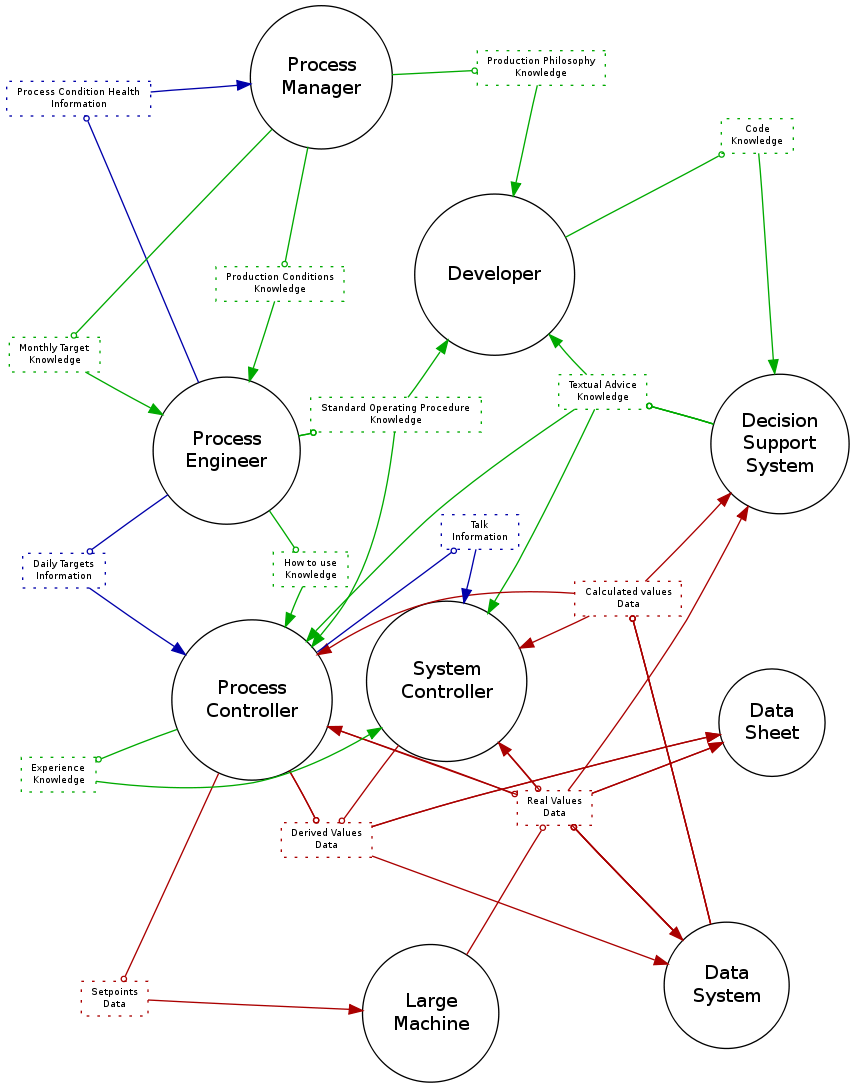 Process
Manager
Production Philosophy
Knowledge
Process Condition Health
Information
Code
Knowledge
Developer
Production Conditions
Knowledge
Monthly Target
Knowledge
Textual Advice
Knowledge
Standard Operating Procedure
Knowledge
Process
Engineer
Decision
Support
System
Talk
Information
Daily Targets
Information
How to use
Knowledge
Calculated values
Data
System
Controller
Process
Controller
Data
Sheet
Experience
Knowledge
Real Values
Data
Derived Values
Data
Setpoints
Data
Large
Machine
Data
System